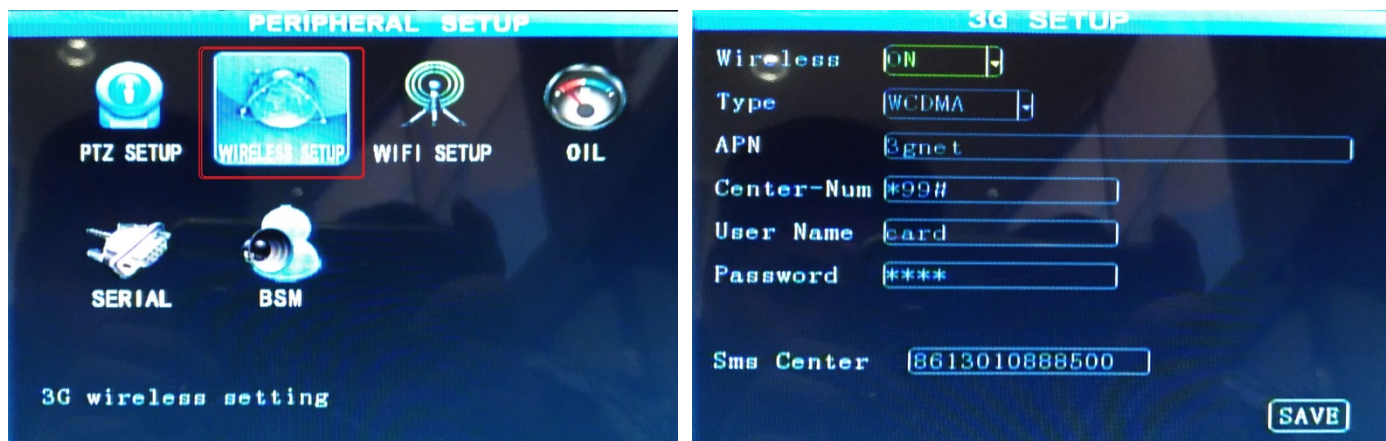 PERIPHERAL SETUP
PTZ SETUP
WIRELESS SETUP
WIFI SETUP
OIL
SERIAL
BSM
3G wireless setting
3G SETUP
Wireless ON
Type WCDMA
APN 3gnet
Center-Num *99#
User Name card
Password ****
Sms Center 8613010888500
SAVE